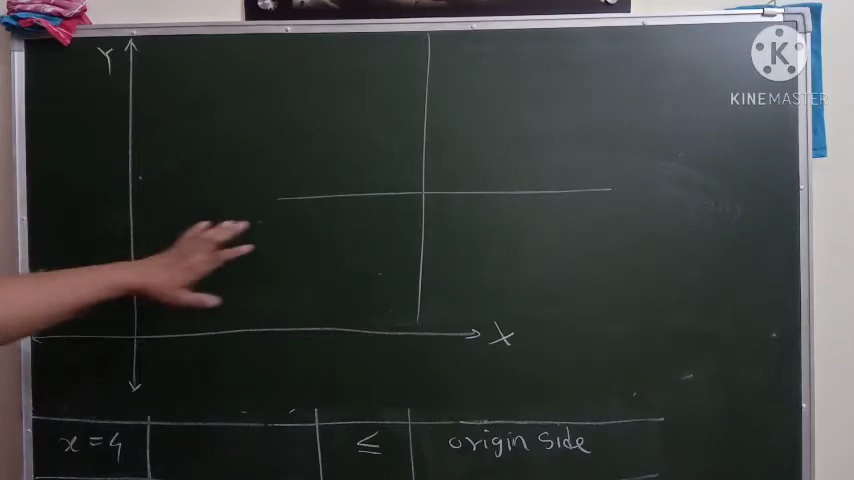 K
KINEMASTER
Y
X
x = 4 ≤ origin side